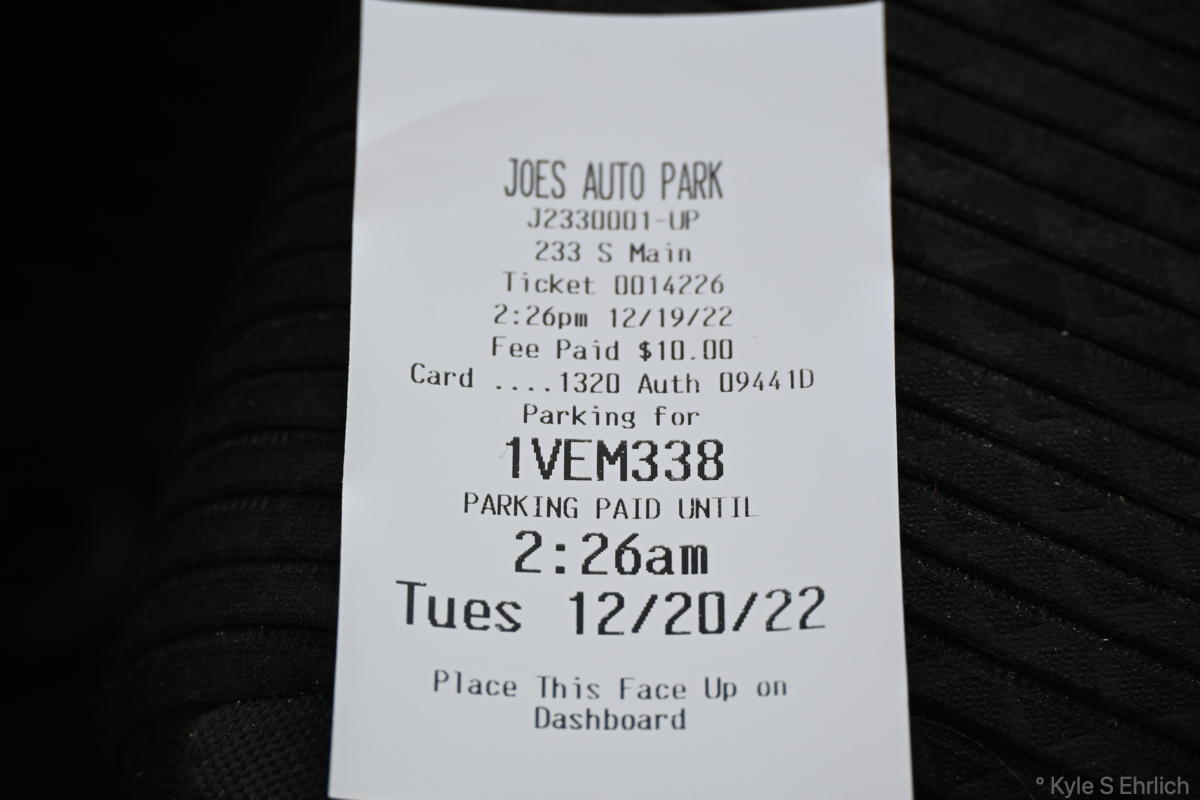 JOES AUTO PARK
J2330001-UP
233 S Main
Ticket 0014226
2:26pm 12/19/22
Fee Paid $10.00
Card ....1320 Auth 09441D
Parking for
1VEM338
PARKING PAID UNTIL
2:26am
Tues 12/20/22
Place This Face Up on
Dashboard
° Kyle S Ehrlich